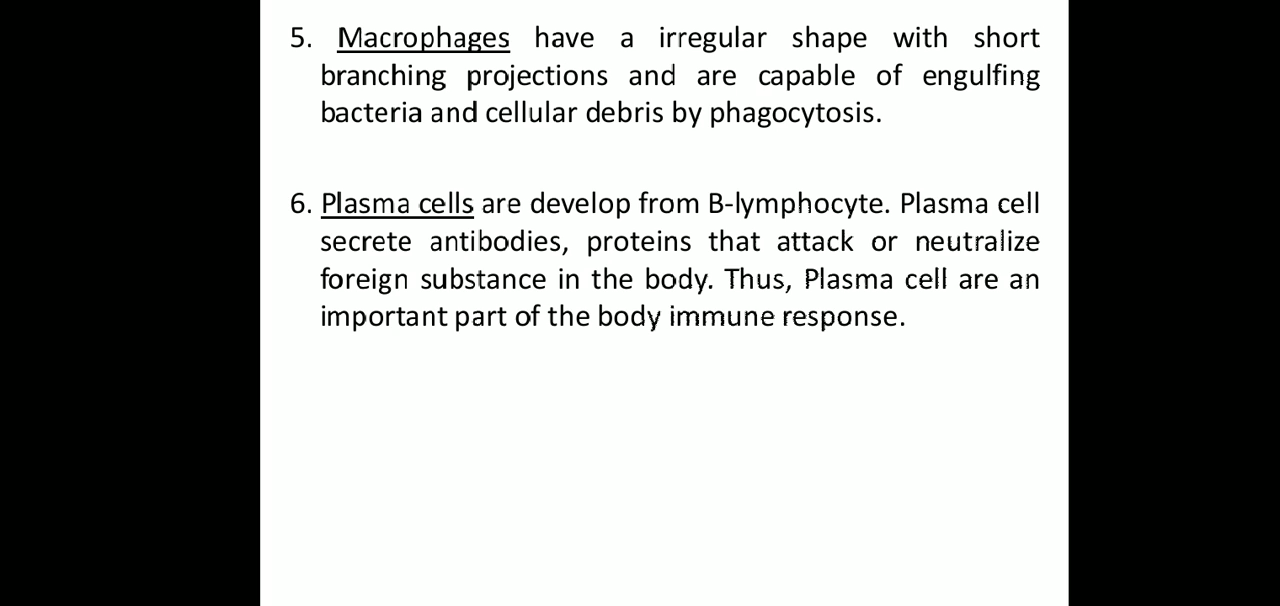 5. Macrophages have a irregular shape with short
branching projections and are capable of engulfing
bacteria and cellular debris by phagocytosis.
6. Plasma cells are develop from B-lymphocyte. Plasma cell
secrete antibodies, proteins that attack or neutralize
foreign substance in the body. Thus, Plasma cell are an
important part of the body immune response.